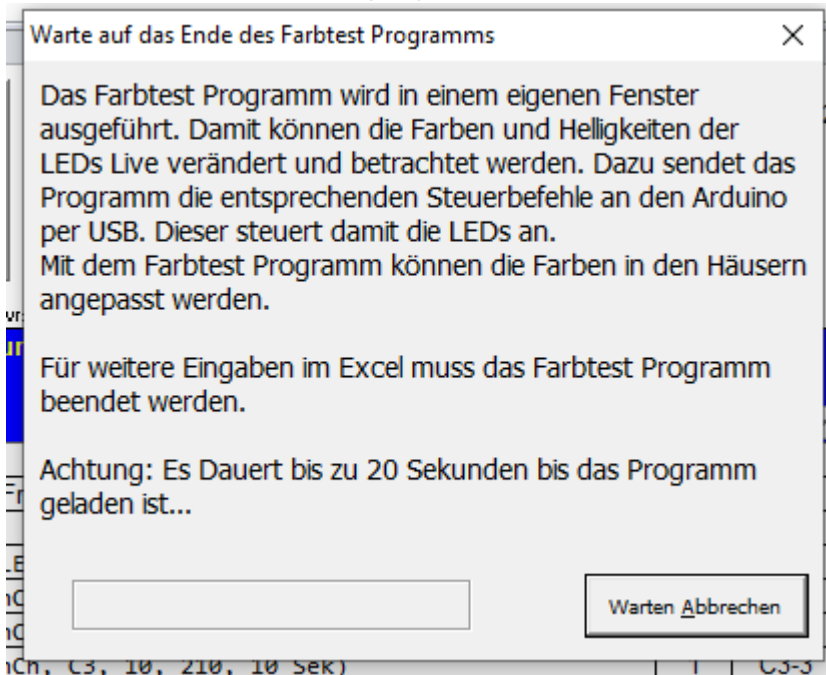 Warte auf das Ende des Farbtest Programms
Das Farbtest Programm wird in einem eigenen Fenster
ausgeführt. Damit können die Farben und Helligkeiten der
LEDs Live verändert und betrachtet werden. Dazu sendet das
Programm die entsprechenden Steuerbefehle an den Arduino
per USB. Dieser steuert damit die LEDs an.
Mit dem Farbtest Programm können die Farben in den Häusern
angepasst werden.
Für weitere Eingaben im Excel muss das Farbtest Programm
beendet werden.
Achtung: Es Dauert bis zu 20 Sekunden bis das Programm
geladen ist...
Warten Abbrechen
nCh, C3, 10, 210, 10 Sek) 1 C3-3